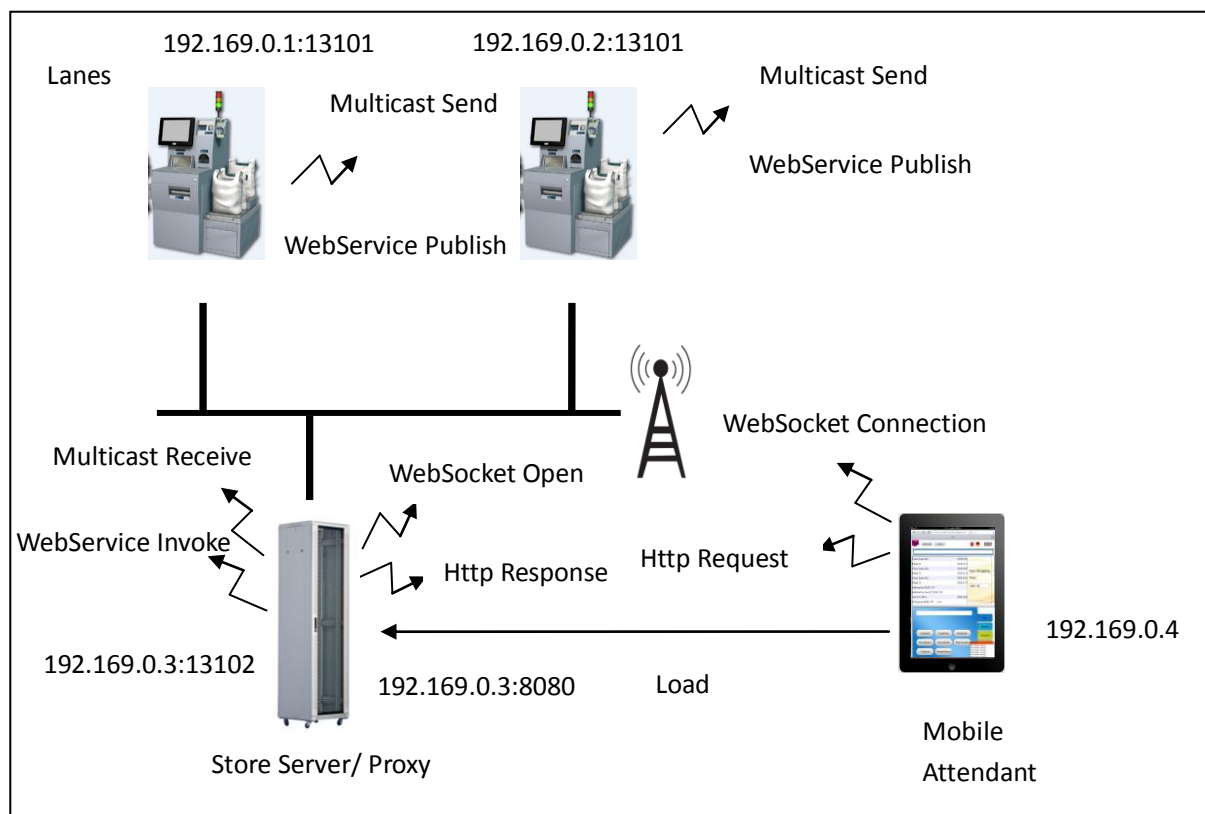 192.169.0.1:13101
192.169.0.2:13101
Lanes
Multicast Send
Multicast Send
WebService Publish
WebService Publish
WebSocket Connection
Multicast Receive
WebSocket Open
WebService Invoke
Http Response
Http Request
192.169.0.4
192.169.0.3:13102
192.169.0.3:8080
Load
Store Server/ Proxy
Mobile
Attendant